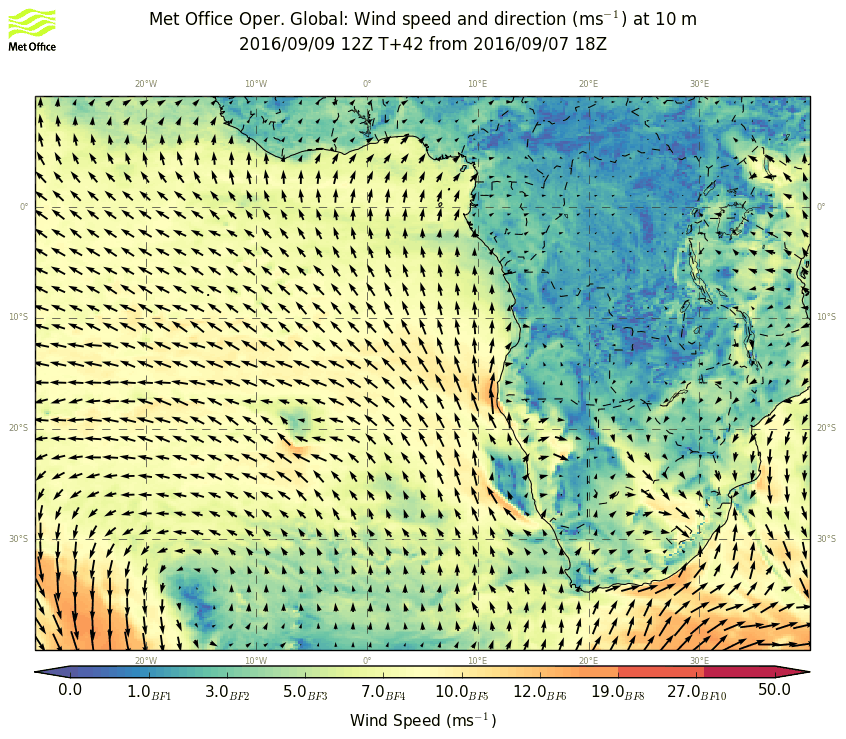 Met Office
Met Office Oper. Global: Wind speed and direction (ms⁻¹) at 10 m
2016/09/09 12Z T+42 from 2016/09/07 18Z
20°W 10°W 0° 10°E 20°E 30°E
0° 0°
10°S 10°S
20°S 20°S
30°S 30°S
20°W 10°W 0° 10°E 20°E 30°E
0.0 1.0BF1 3.0BF2 5.0BF3 7.0BF4 10.0BF5 12.0BF6 19.0BF8 27.0BF10 50.0
Wind Speed (ms⁻¹)